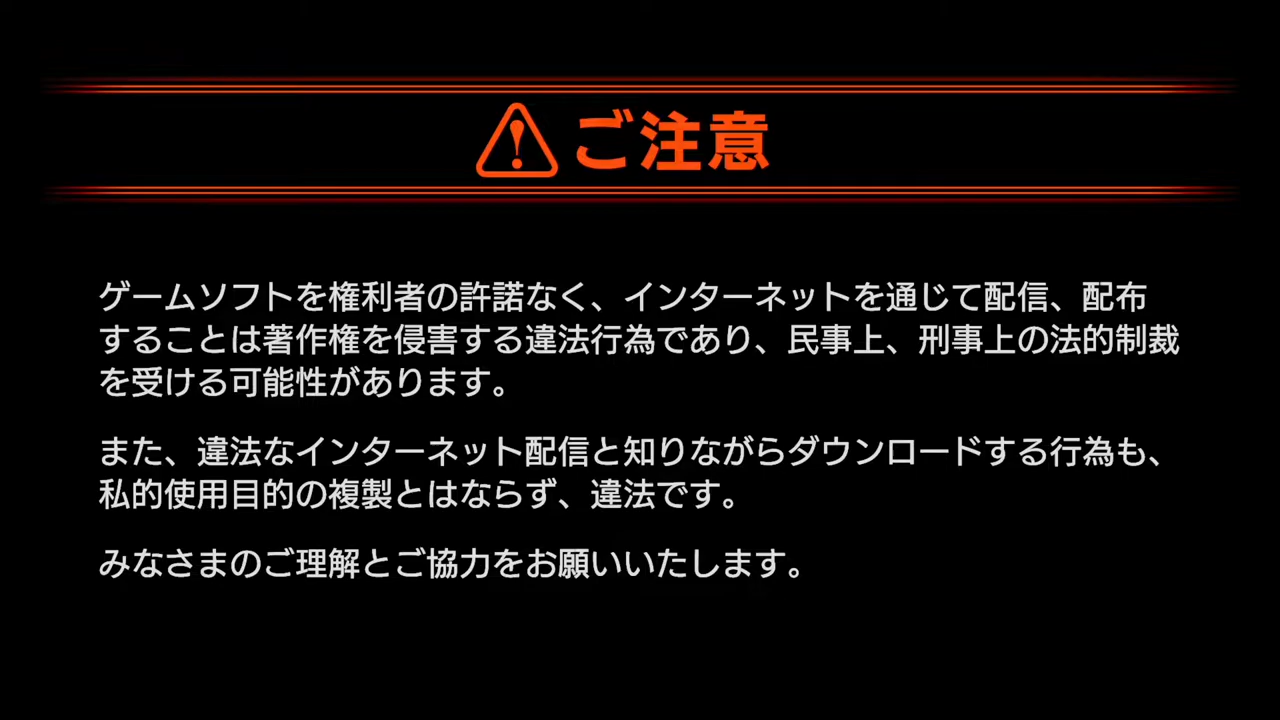 ご注意
ゲームソフトを権利者の許諾なく、インターネットを通じて配信、配布
することは著作権を侵害する違法行為であり、民事上、刑事上の法的制裁
を受ける可能性があります。
また、違法なインターネット配信と知りながらダウンロードする行為も、
私的使用目的の複製とはならず、違法です。
みなさまのご理解とご協力をお願いいたします。